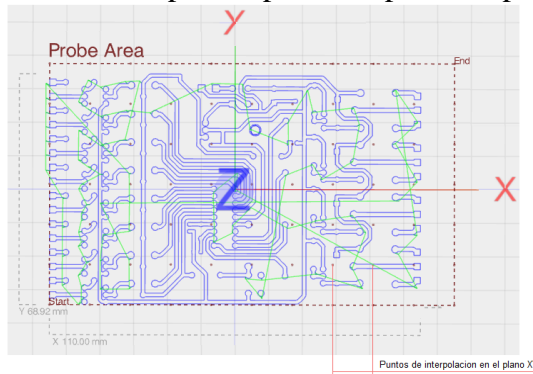 Y
Probe Area
End
Z
X
Start
Y 68.92 mm
X 110.00 mm
Puntos de interpolacion en el plano X